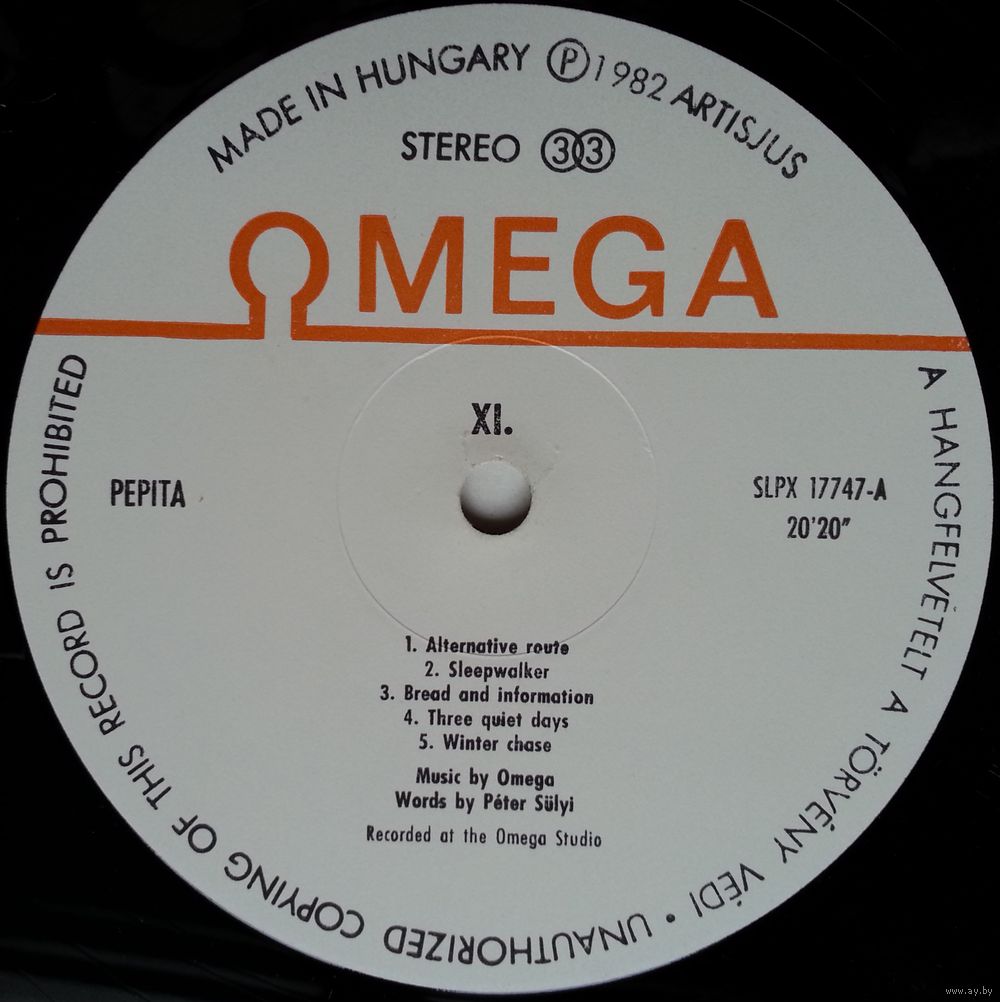 MADE IN HUNGARY Ⓟ 1982 ARTISJUS
STEREO 33
ΩMEGA
XI.
PEPITA
SLPX 17747-A
20'20"
1. Alternative route
2. Sleepwalker
3. Bread and information
4. Three quiet days
5. Winter chase
Music by Omega
Words by Péter Sülyi
Recorded at the Omega Studio
A HANGFELVÉTELT A TÖRVÉNY VÉDI • UNAUTHORIZED COPYING OF THIS RECORD IS PROHIBITED
www.ay.by